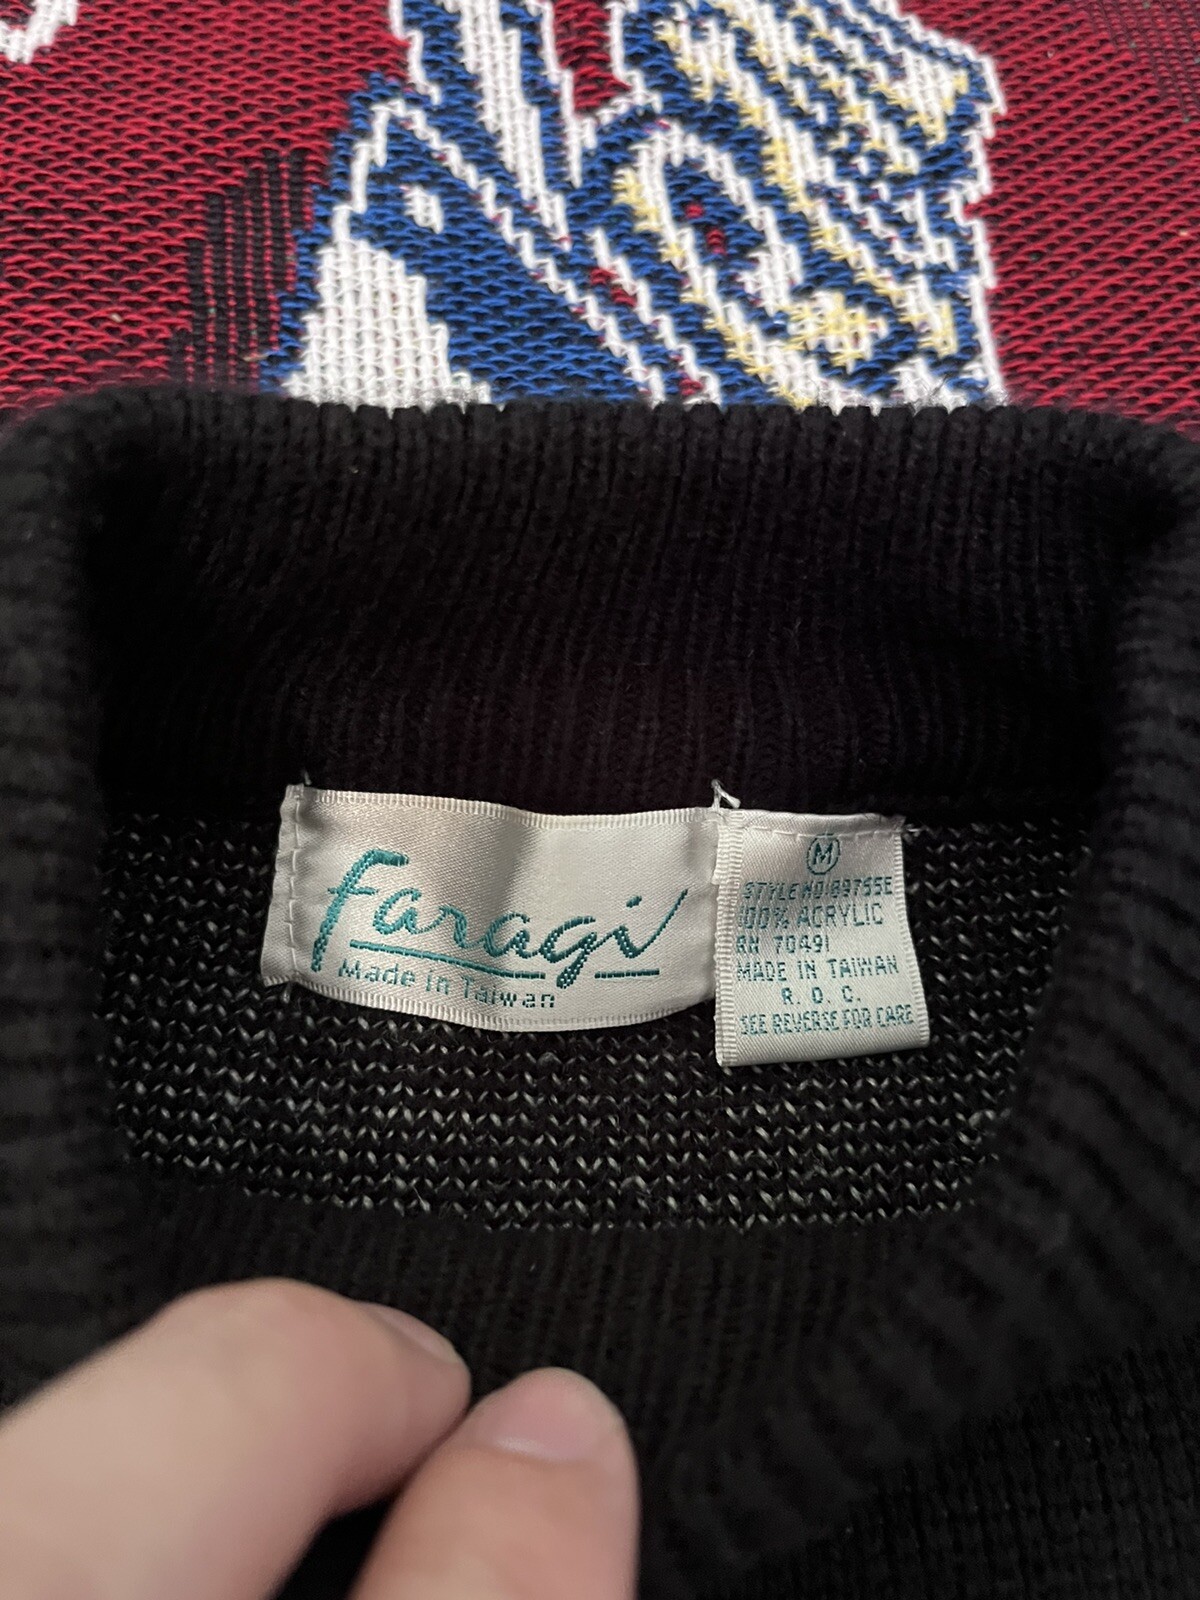 Faragi
Made in Taiwan
M
STYLE NO:89755E
100% ACRYLIC
RN 70491
MADE IN TAIWAN
R. O. C.
SEE REVERSE FOR CARE